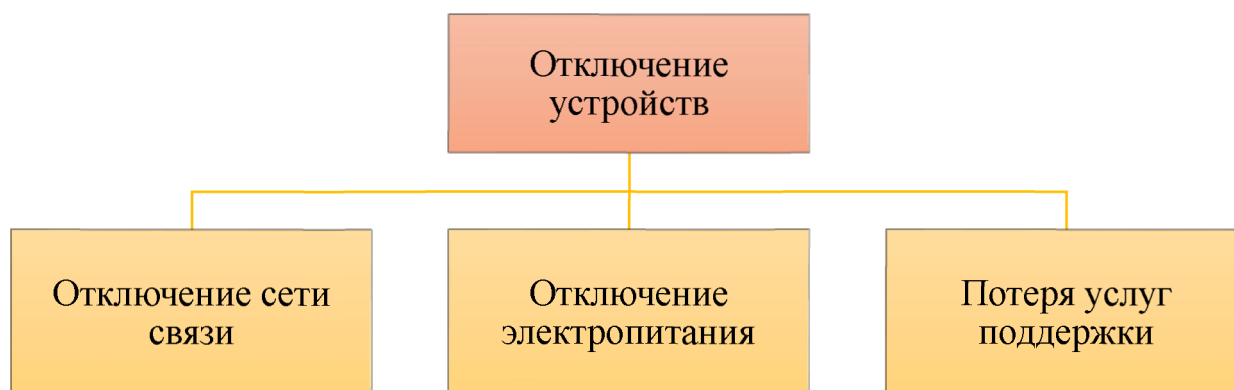 Отключение
устройств
Отключение сети
связи
Отключение
электропитания
Потеря услуг
поддержки